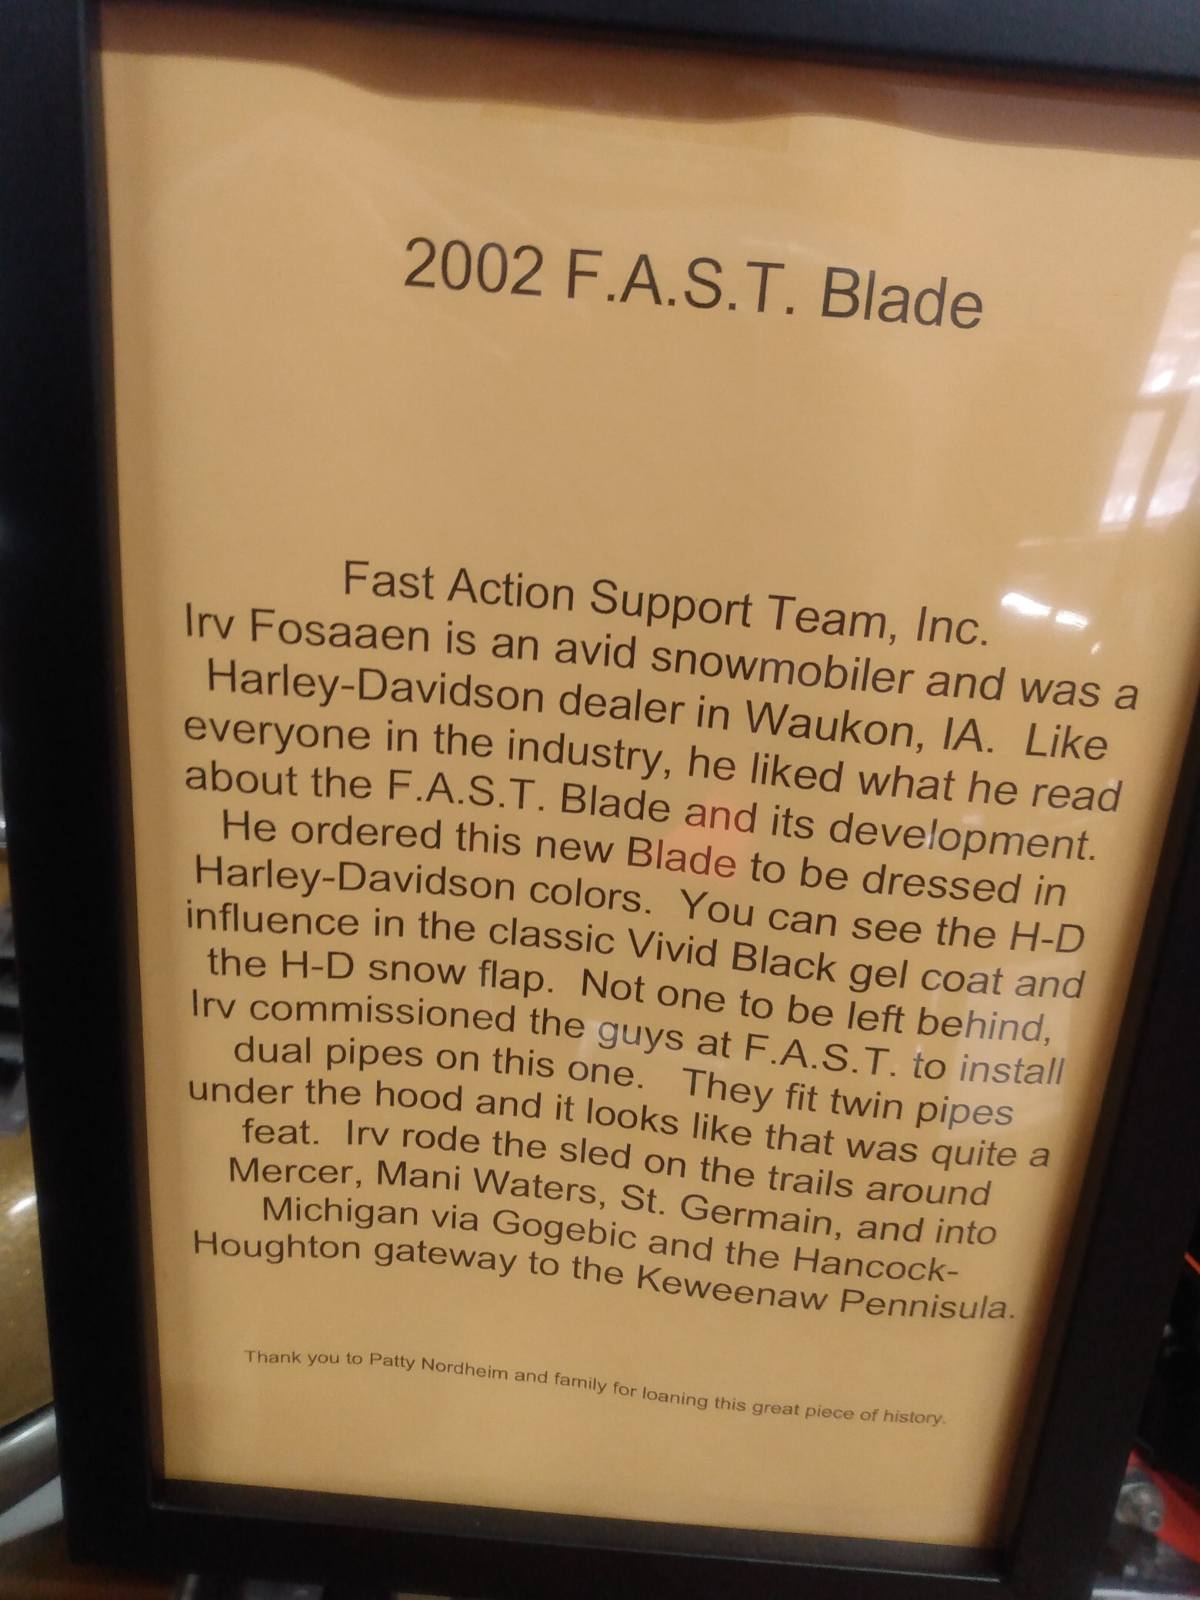 2002 F.A.S.T. Blade
Fast Action Support Team, Inc.
Irv Fosaaen is an avid snowmobiler and was a
Harley-Davidson dealer in Waukon, IA. Like
everyone in the industry, he liked what he read
about the F.A.S.T. Blade and its development.
He ordered this new Blade to be dressed in
Harley-Davidson colors. You can see the H-D
influence in the classic Vivid Black gel coat and
the H-D snow flap. Not one to be left behind,
Irv commissioned the guys at F.A.S.T. to install
dual pipes on this one. They fit twin pipes
under the hood and it looks like that was quite a
feat. Irv rode the sled on the trails around
Mercer, Mani Waters, St. Germain, and into
Michigan via Gogebic and the Hancock-
Houghton gateway to the Keweenaw Pennisula.
Thank you to Patty Nordheim and family for loaning this great piece of history.